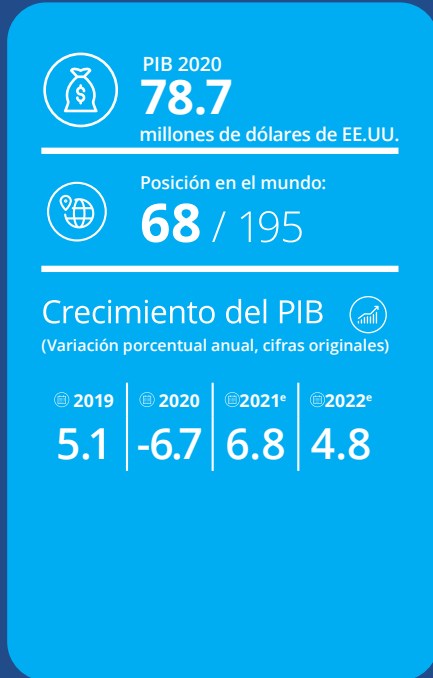 PIB 2020
78.7
millones de dólares de EE.UU.
$
Posición en el mundo:
68 / 195
Crecimiento del PIB
(Variación porcentual anual, cifras originales)
2019 2020 2021ᵉ 2022ᵉ
5.1 -6.7 6.8 4.8